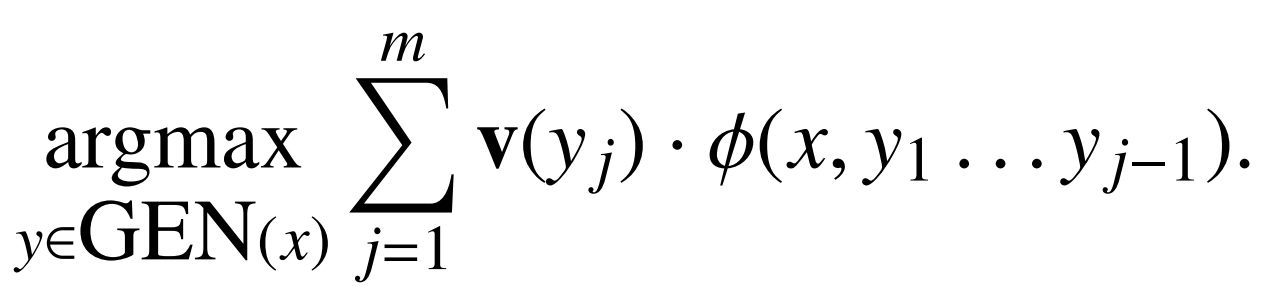 argmax_{y∈GEN(x)} ∑_{j=1}^{m} v(y_j) · ϕ(x, y_1 … y_{j−1}).